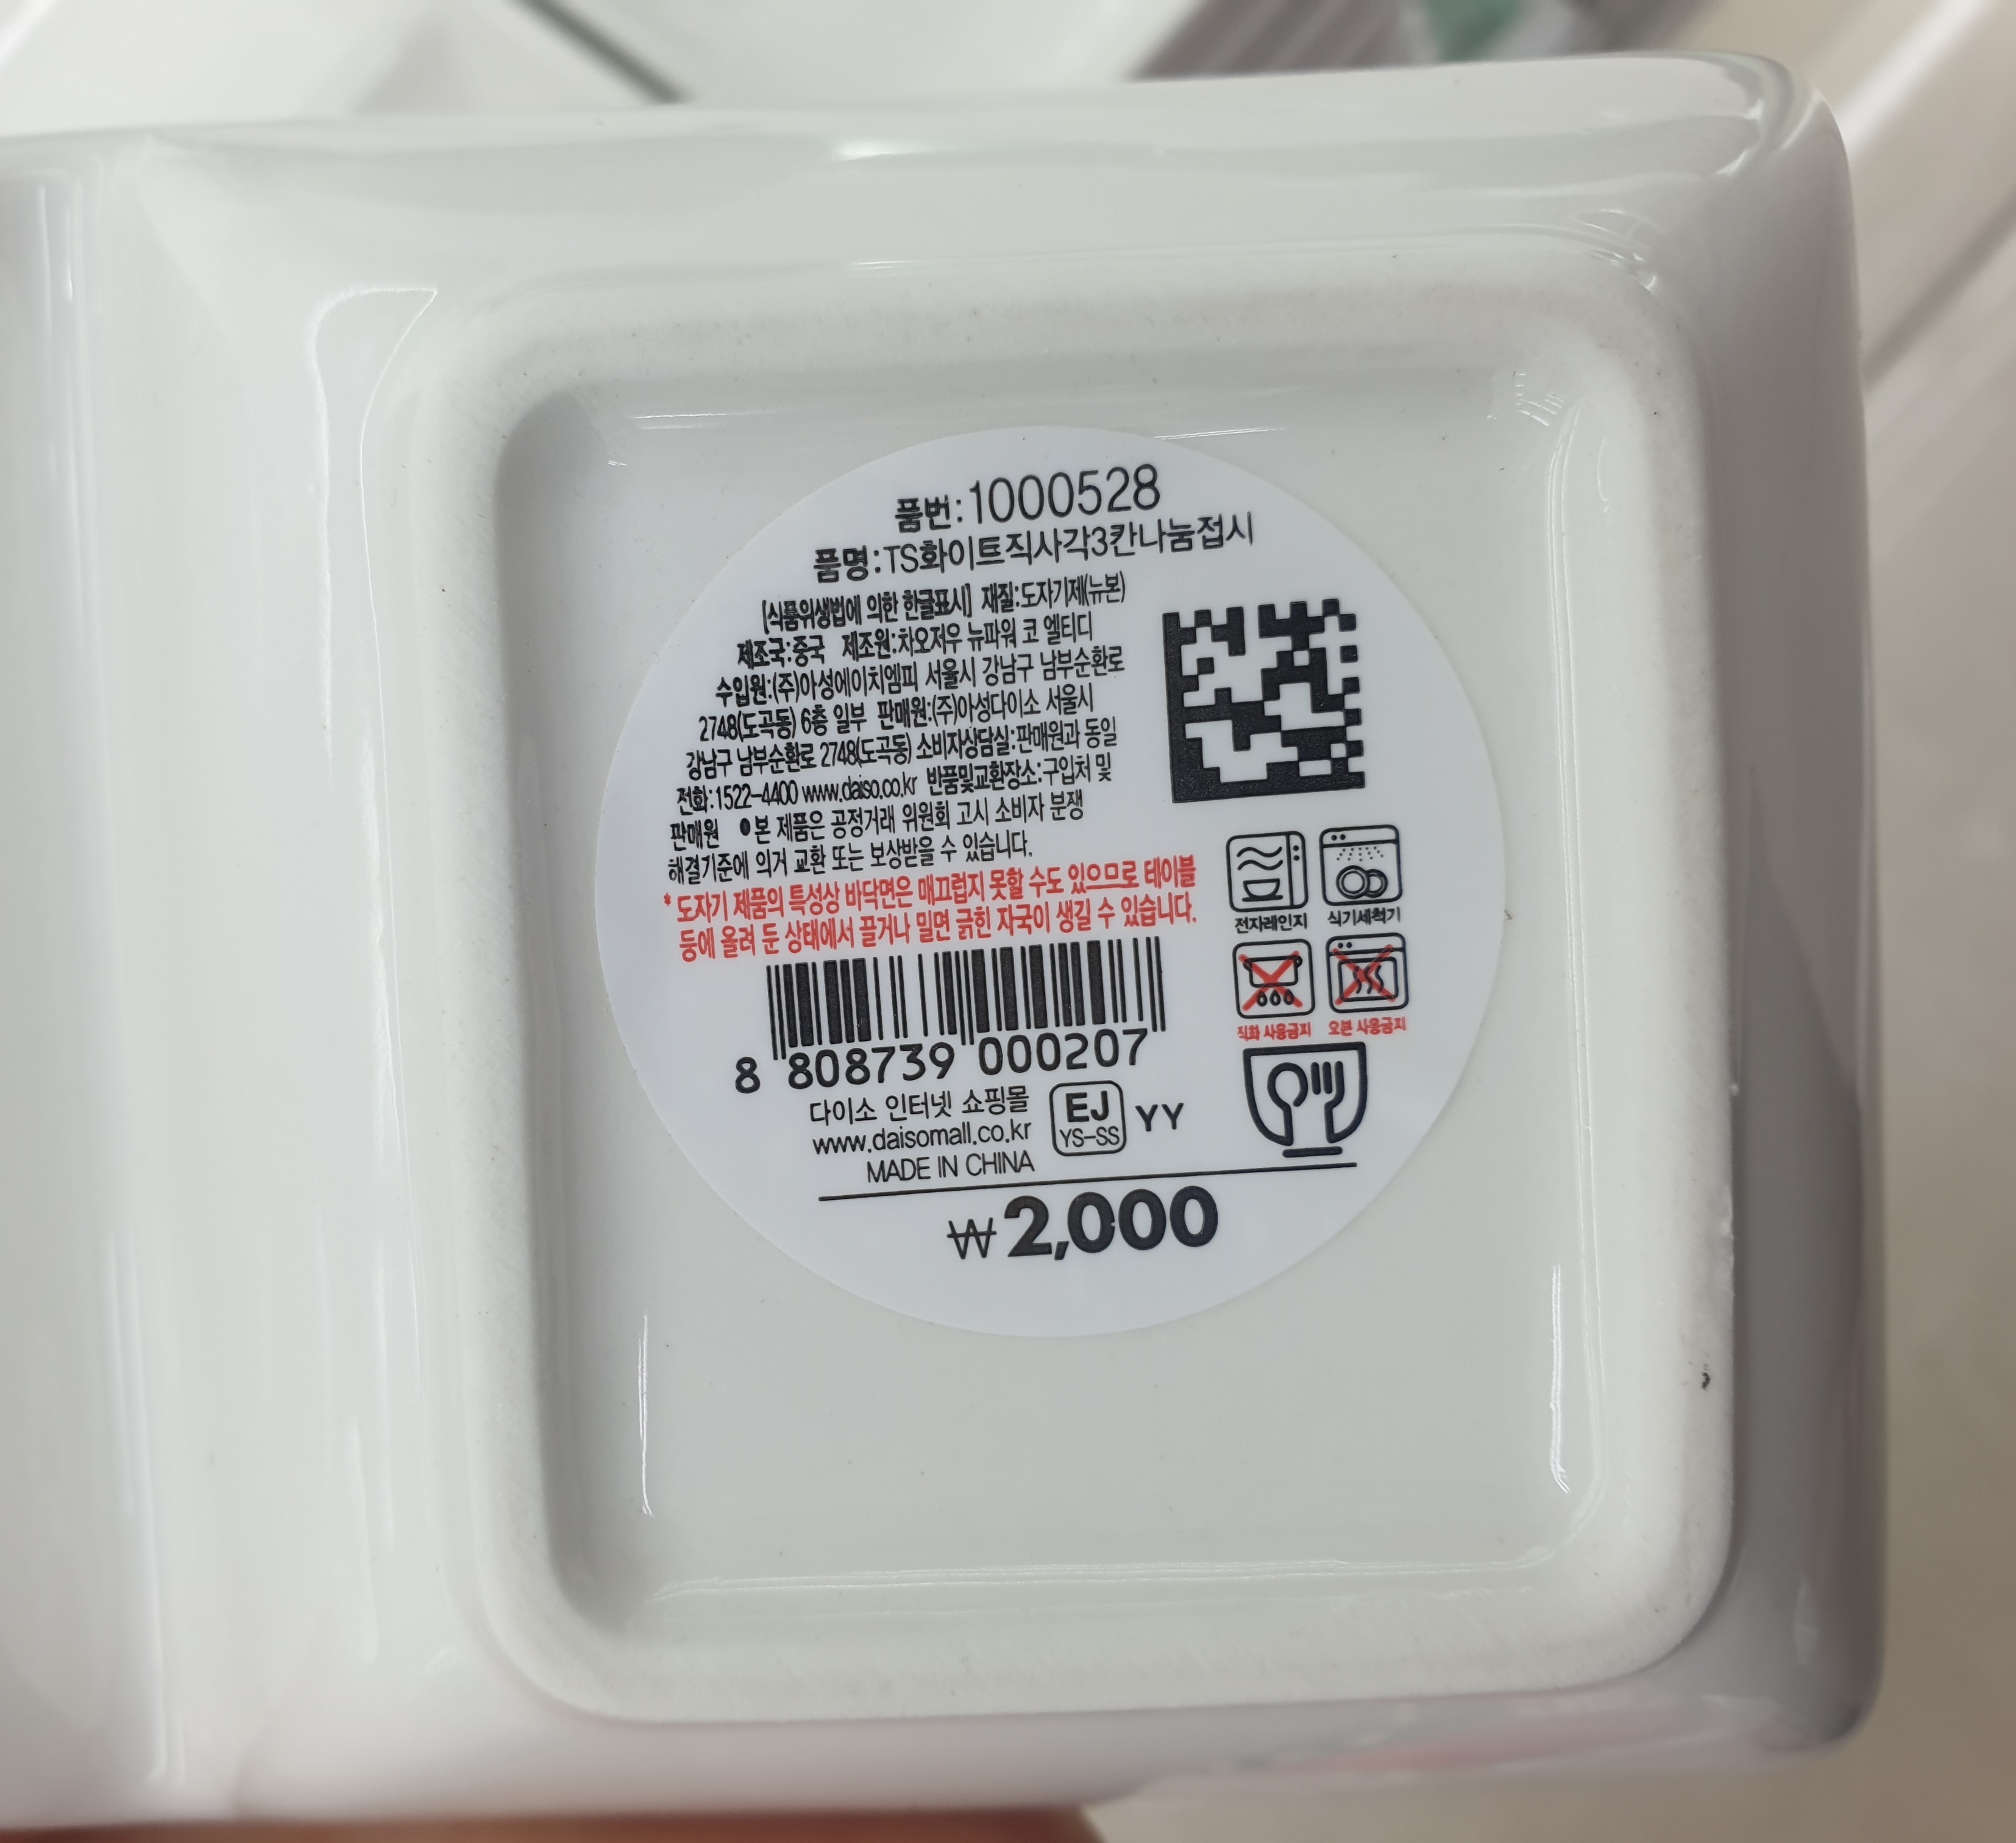 품번:1000528
품명:TS화이트직사각3칸나눔접시
[식품위생법에 의한 한글표시] 재질:도자기제(뉴본)
제조국:중국 제조원:차오저우 뉴파워 코 엘티디
수입원:(주)아성에이치엠피 서울시 강남구 남부순환로
2748(도곡동) 6층 일부 판매원:(주)아성다이소 서울시
강남구 남부순환로 2748(도곡동) 소비자상담실:판매원과 동일
전화:1522-4400 www.daiso.co.kr 반품및교환장소:구입처 및
판매원 ●본 제품은 공정거래 위원회 고시 소비자 분쟁
해결기준에 의거 교환 또는 보상받을 수 있습니다.
* 도자기 제품의 특성상 바닥면은 매끄럽지 못할 수도 있으므로 테이블
등에 올려 둔 상태에서 끌거나 밀면 긁힌 자국이 생길 수 있습니다.
전자레인지 식기세척기
직화 사용금지 오븐 사용금지
8 808739 000207
다이소 인터넷 쇼핑몰
www.daisomall.co.kr
MADE IN CHINA
EJ
YS-SS
YY
₩2,000